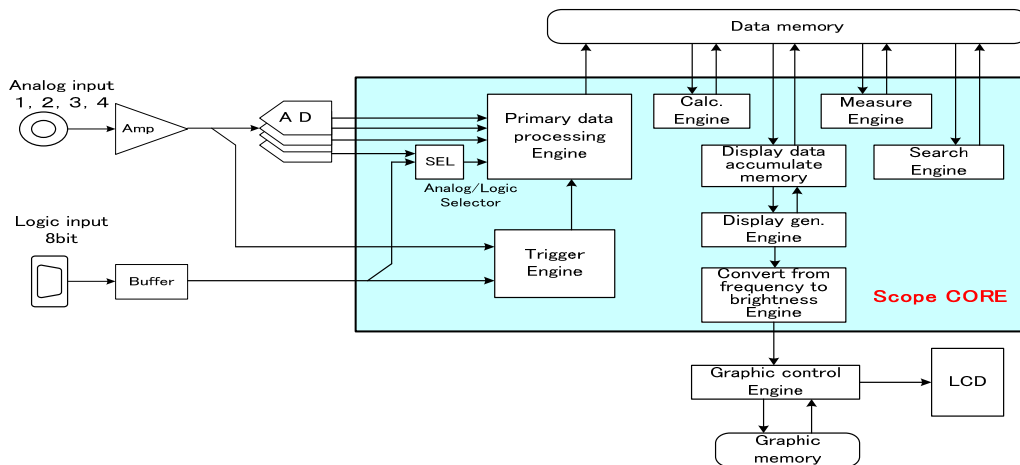 Data memory
Analog input
1, 2, 3, 4
Amp
A D
Primary data
processing
Engine
Calc.
Engine
Measure
Engine
SEL
Analog/Logic
Selector
Display data
accumulate
memory
Search
Engine
Logic input
8bit
Buffer
Trigger
Engine
Display gen.
Engine
Convert from
frequency to
brightness
Engine
Scope CORE
Graphic control
Engine
LCD
Graphic
memory